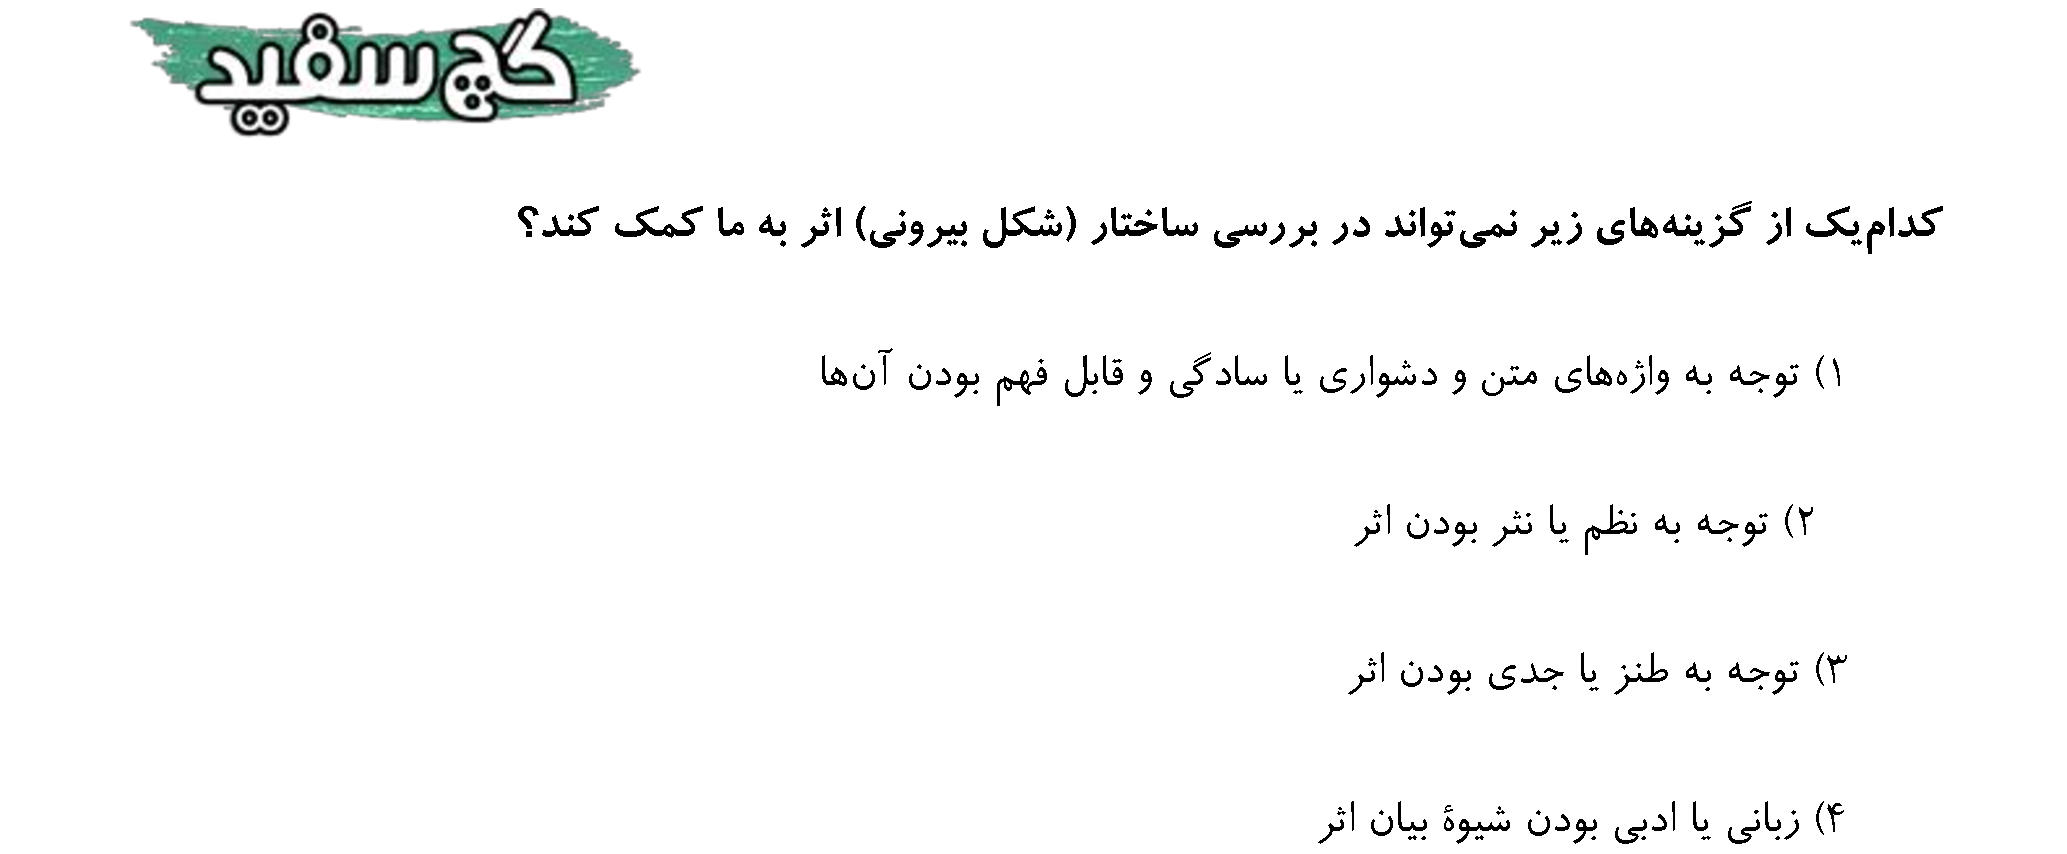 گچ سفید
کدام‌یک از گزینه‌های زیر نمی‌تواند در بررسی ساختار (شکل بیرونی) اثر به ما کمک کند؟
۱) توجه به واژه‌های متن و دشواری یا سادگی و قابل فهم بودن آن‌ها
۲) توجه به نظم یا نثر بودن اثر
۳) توجه به طنز یا جدی بودن اثر
۴) زبانی یا ادبی بودن شیوهٔ بیان اثر